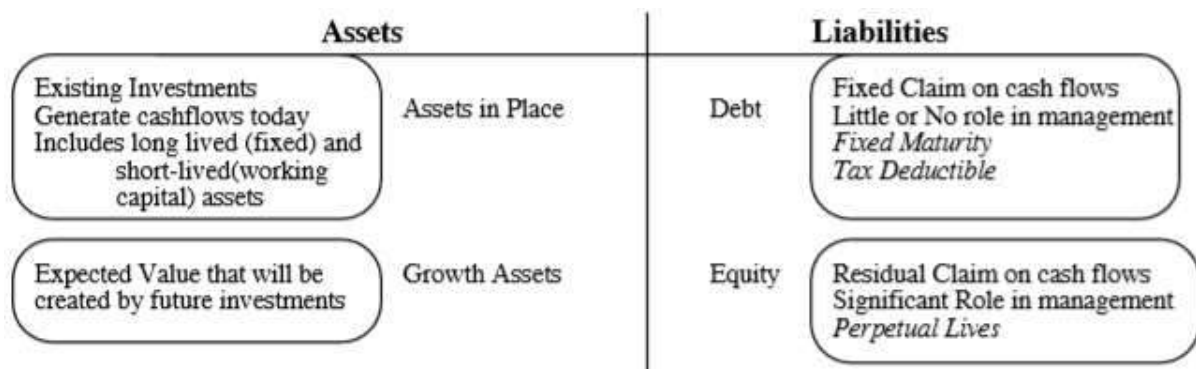 Assets
Liabilities
Existing Investments
Generate cashflows today
Includes long lived (fixed) and
short-lived(working
capital) assets
Assets in Place
Debt
Fixed Claim on cash flows
Little or No role in management
Fixed Maturity
Tax Deductible
Expected Value that will be
created by future investments
Growth Assets
Equity
Residual Claim on cash flows
Significant Role in management
Perpetual Lives